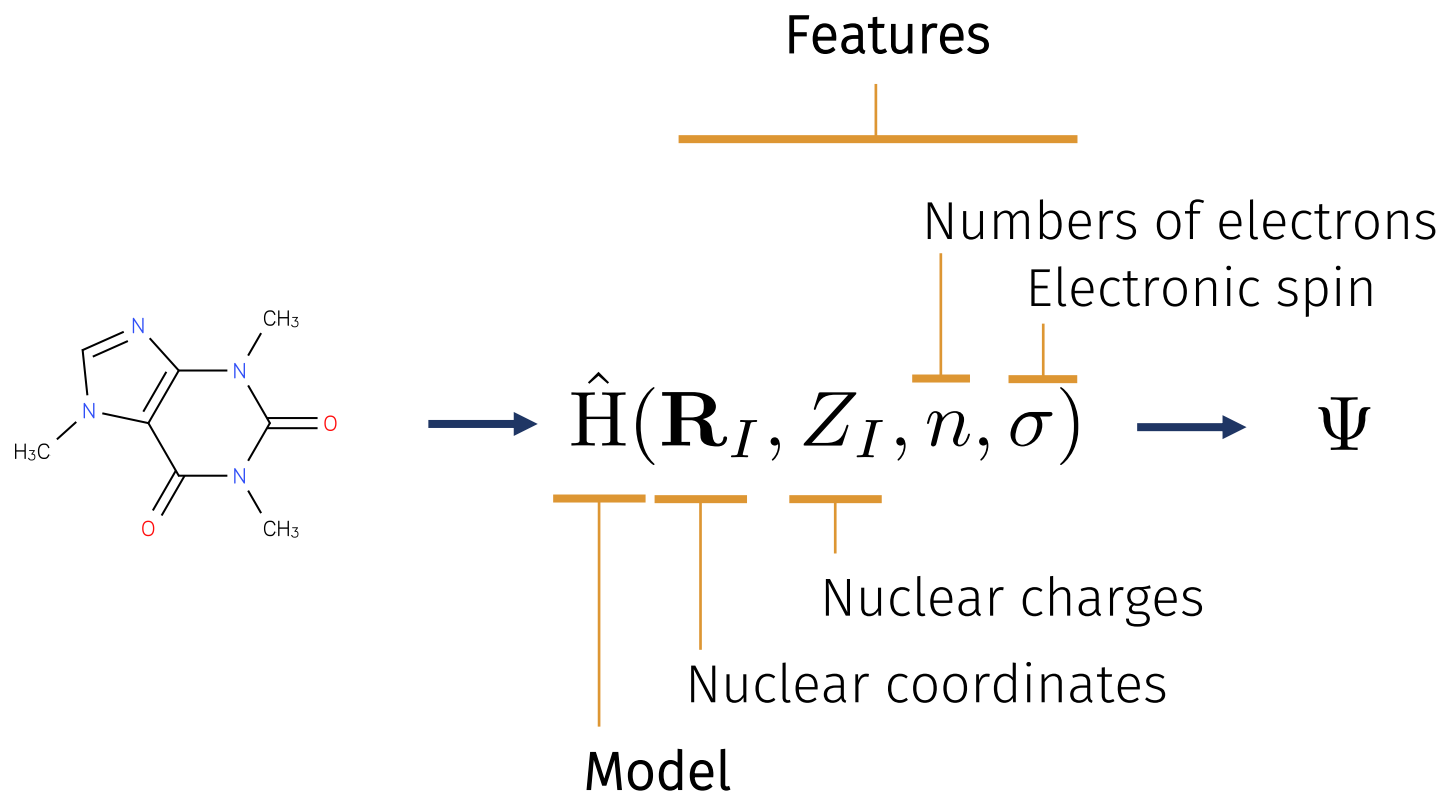 Features
Numbers of electrons
Electronic spin
N
CH₃
N
N
O
H₃C
N
O
CH₃
Ĥ(𝐑_I, Z_I, n, σ)
Ψ
Nuclear charges
Nuclear coordinates
Model